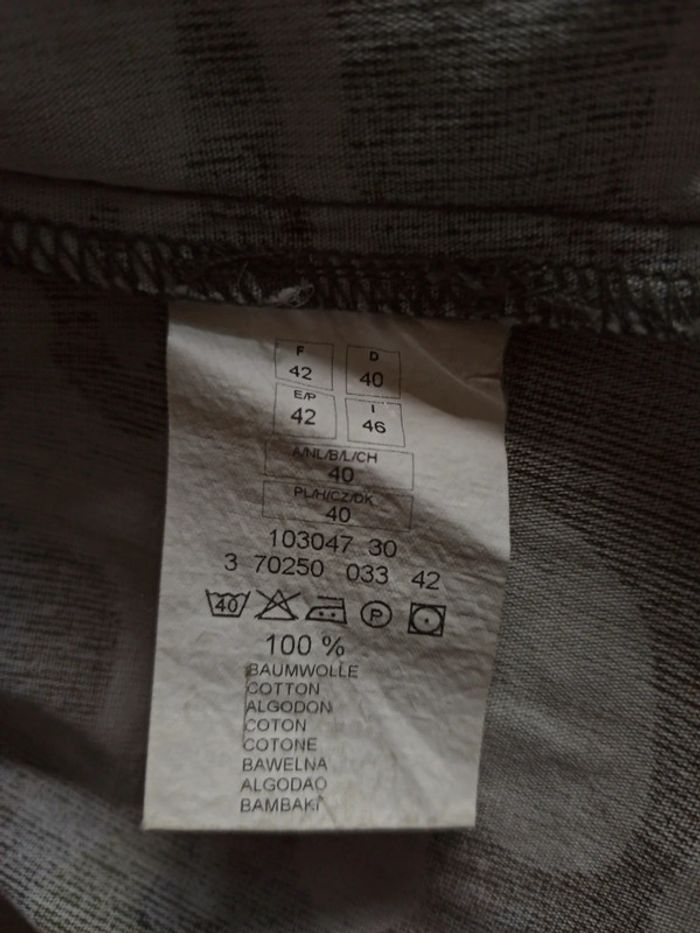 F D
42 40
E/P I
42 46
A/NL/B/L/CH
40
PL/H/CZ/DK
40
103047 30
3 70250 033 42
40 P
100 %
BAUMWOLLE
COTTON
ALGODON
COTON
COTONE
BAWELNA
ALGODAO
BAMBAKI